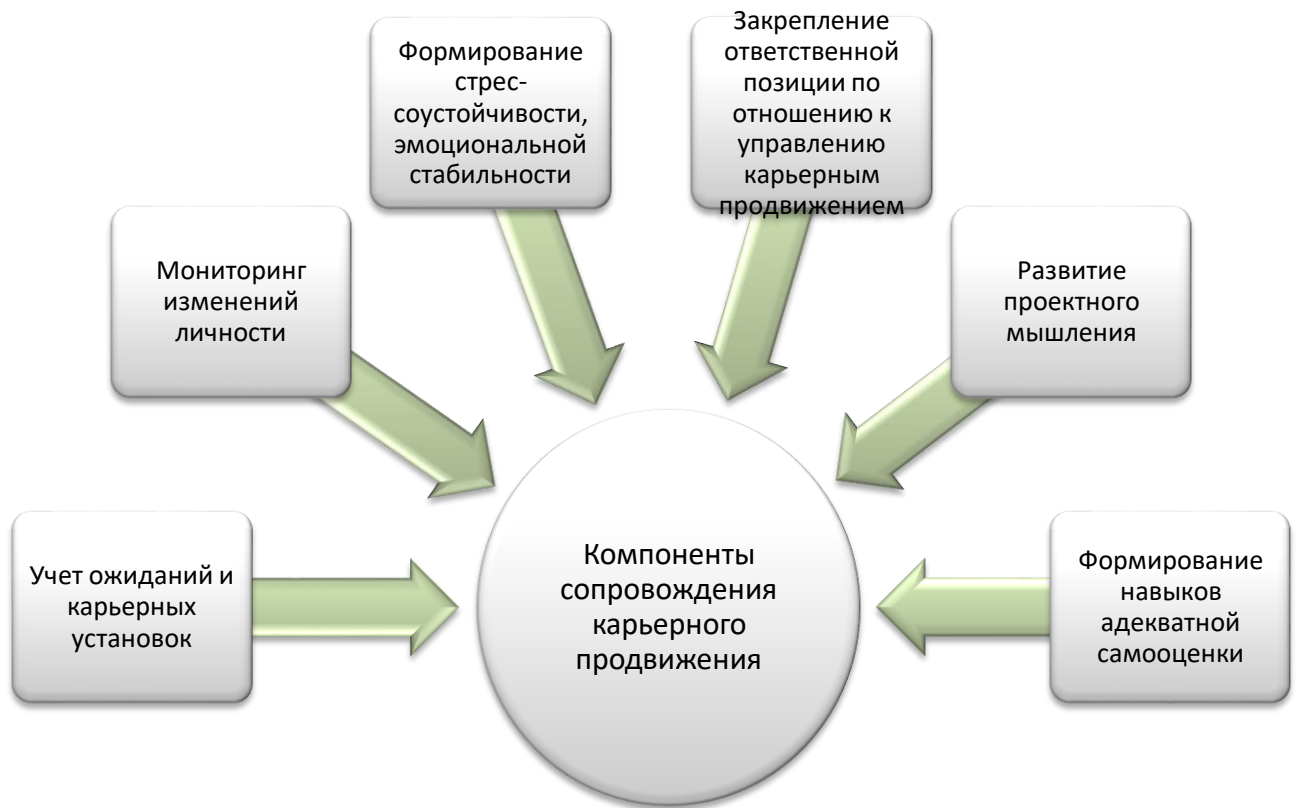 Учет ожиданий и
карьерных
установок
Мониторинг
изменений
личности
Формирование
стрес-
соустойчивости,
эмоциональной
стабильности
Закрепление
ответственной
позиции по
отношению к
управлению
карьерным
продвижением
Развитие
проектного
мышления
Формирование
навыков
адекватной
самооценки
Компоненты
сопровождения
карьерного
продвижения